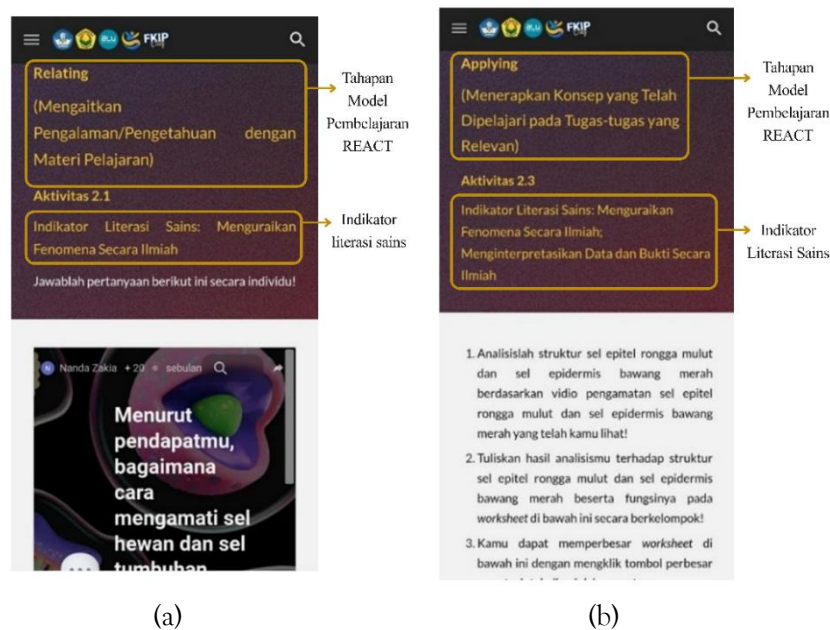 FKIP
Relating
(Mengaitkan
Pengalaman/Pengetahuan dengan
Materi Pelajaran)
Aktivitas 2.1
Indikator Literasi Sains: Menguraikan
Fenomena Secara Ilmiah
Jawablah pertanyaan berikut ini secara individu!
Nanda Zakia +20 • sebulan
Menurut
pendapatmu,
bagaimana
cara
mengamati sel
hewan dan sel
tumbuhan
Tahapan
Model
Pembelajaran
REACT
Indikator
literasi sains
(a)
FKIP
Applying
(Menerapkan Konsep yang Telah
Dipelajari pada Tugas-tugas yang
Relevan)
Aktivitas 2.3
Indikator Literasi Sains: Menguraikan
Fenomena Secara Ilmiah;
Menginterpretasikan Data dan Bukti Secara
Ilmiah
1. Analisislah struktur sel epitel rongga mulut
dan sel epidermis bawang merah
berdasarkan vidio pengamatan sel epitel
rongga mulut dan sel epidermis bawang
merah yang telah kamu lihat!
2. Tuliskan hasil analisismu terhadap struktur
sel epitel rongga mulut dan sel epidermis
bawang merah beserta fungsinya pada
worksheet di bawah ini secara berkelompok!
3. Kamu dapat memperbesar worksheet di
bawah ini dengan mengklik tombol perbesar
Tahapan
Model
Pembelajaran
REACT
Indikator
Literasi Sains
(b)